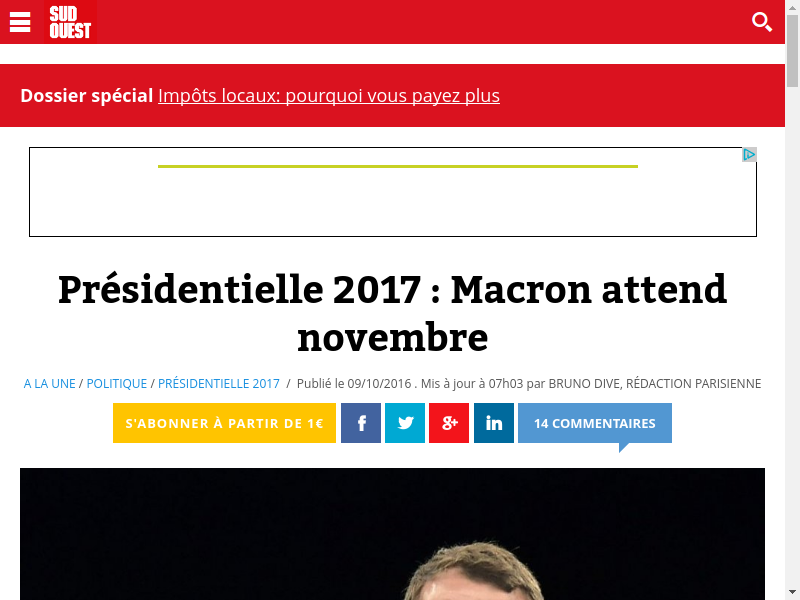 SUD
OUEST
Dossier spécial Impôts locaux: pourquoi vous payez plus
Présidentielle 2017 : Macron attend
novembre
A LA UNE / POLITIQUE / PRÉSIDENTIELLE 2017 / Publié le 09/10/2016 . Mis à jour à 07h03 par BRUNO DIVE, RÉDACTION PARISIENNE
S'ABONNER À PARTIR DE 1€
f
g+
in
14 COMMENTAIRES